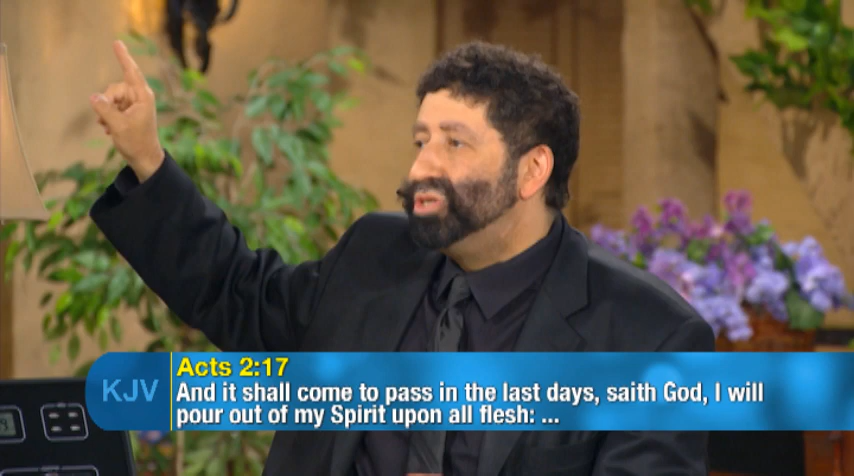 KJV
Acts 2:17
And it shall come to pass in the last days, saith God, I will
pour out of my Spirit upon all flesh: ...